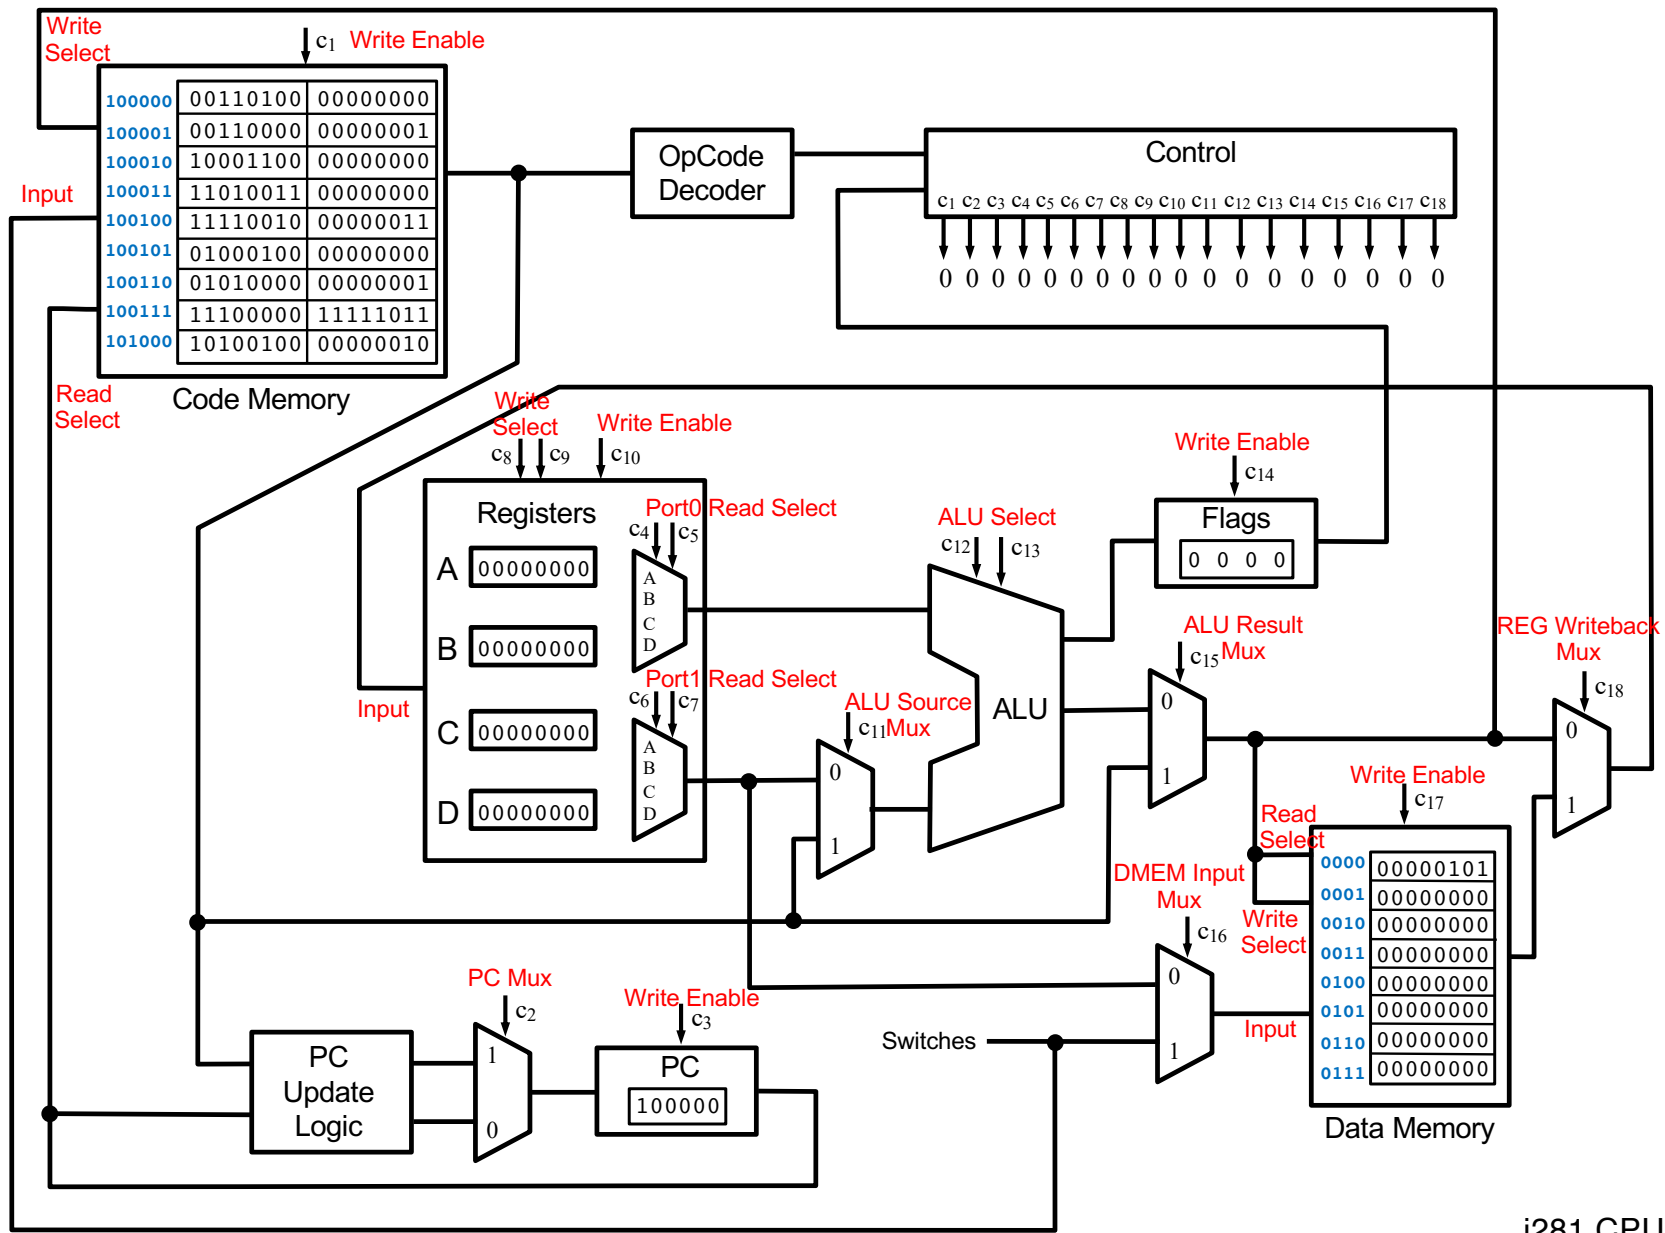 Write
Select
c1 Write Enable
100000 00110100 00000000
100001 00110000 00000001
100010 10001100 00000000
100011 11010011 00000000
100100 11110010 00000011
100101 01000100 00000000
100110 01010000 00000001
100111 11100000 11111011
101000 10100100 00000010
Input
Read
Select
Code Memory
OpCode
Decoder
Control
c1 c2 c3 c4 c5 c6 c7 c8 c9 c10 c11 c12 c13 c14 c15 c16 c17 c18
0 0 0 0 0 0 0 0 0 0 0 0 0 0 0 0 0 0
Write
Select
c8 c9
Write Enable
c10
Registers
Port0 Read Select
c4 c5
A 00000000
B 00000000
C 00000000
D 00000000
A
B
C
D
Port1 Read Select
c6 c7
A
B
C
D
Input
ALU Source
c11 Mux
0
1
ALU Select
c12 c13
ALU
Write Enable
c14
Flags
0 0 0 0
ALU Result
c15 Mux
0
1
REG Writeback
Mux
c18
0
1
Write Enable
c17
Read
Select
Write
Select
0000 00000101
0001 00000000
0010 00000000
0011 00000000
0100 00000000
0101 00000000
0110 00000000
0111 00000000
Input
Data Memory
DMEM Input
Mux
c16
0
1
Switches
PC Mux
c2
1
0
Write Enable
c3
PC
100000
PC
Update
Logic
i281 CPU